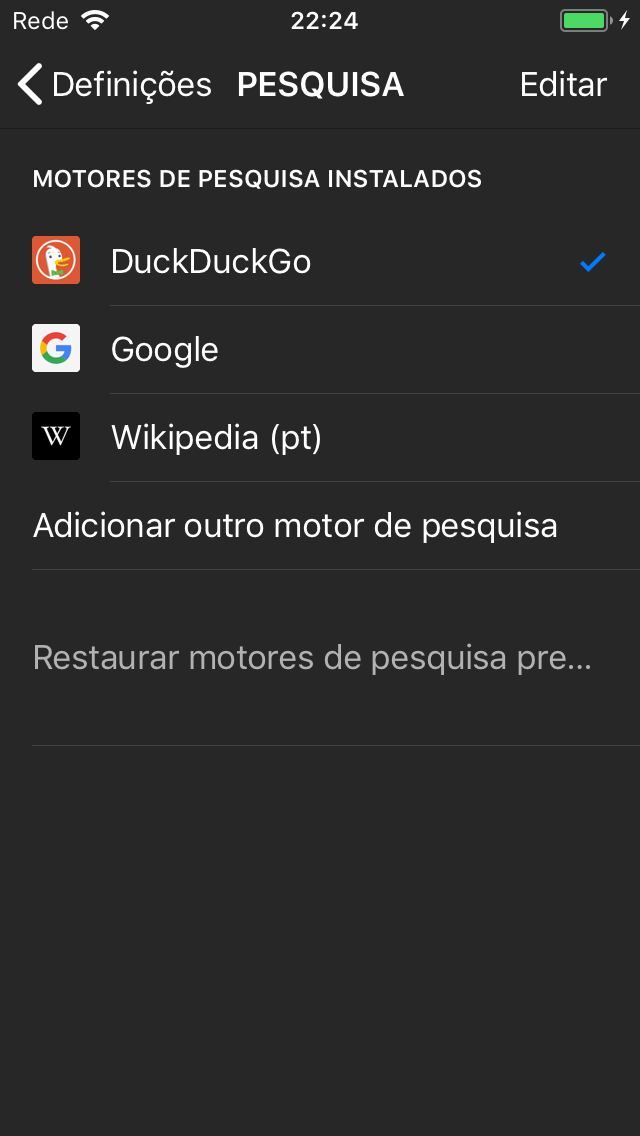 Rede 22:24
Definições PESQUISA Editar
MOTORES DE PESQUISA INSTALADOS
DuckDuckGo
Google
W Wikipedia (pt)
Adicionar outro motor de pesquisa
Restaurar motores de pesquisa pre...